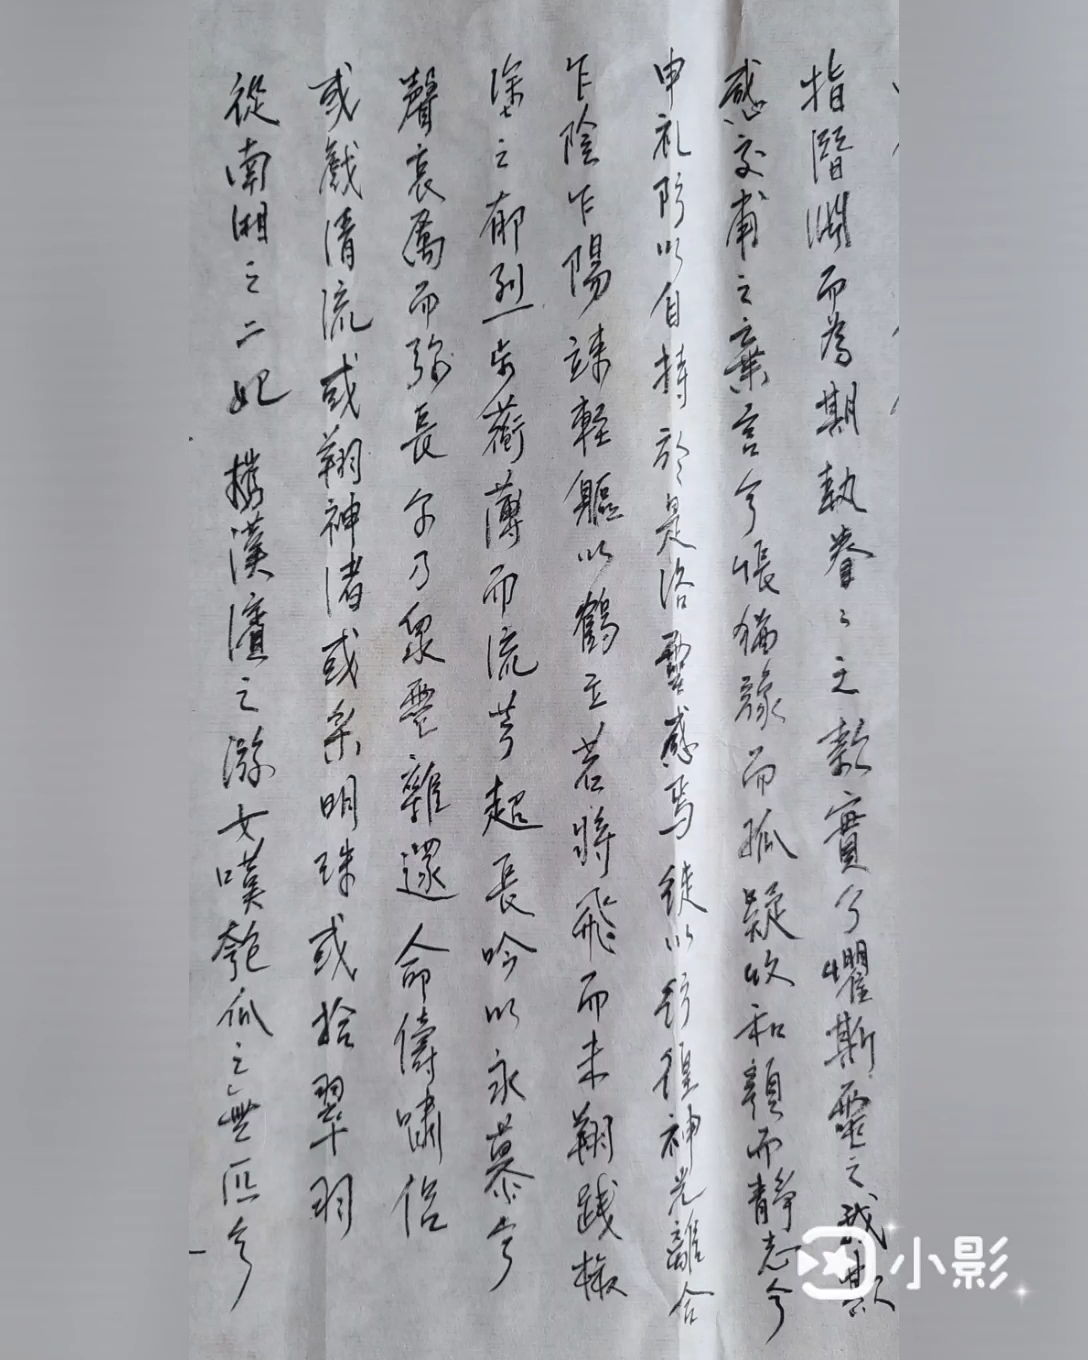 指潛淵而為期執眷々之款實兮懼斯靈之我欺
感交甫之棄言兮悵猶豫而狐疑收和顏而靜志兮
申礼防以自持於是洛靈感焉徒以彷徨神光離合
乍陰乍陽竦輕軀以鶴立若將飛而未翔踐椒
塗之郁烈步蘅薄而流芳超長吟以永慕兮
聲哀厲而弥長尔乃眾靈雜遝命儔嘯侶
或戲清流或翔神渚或采明珠或拾翠羽
從南湘之二妃攜漢濱之游女嘆匏瓜之無匹兮
小影